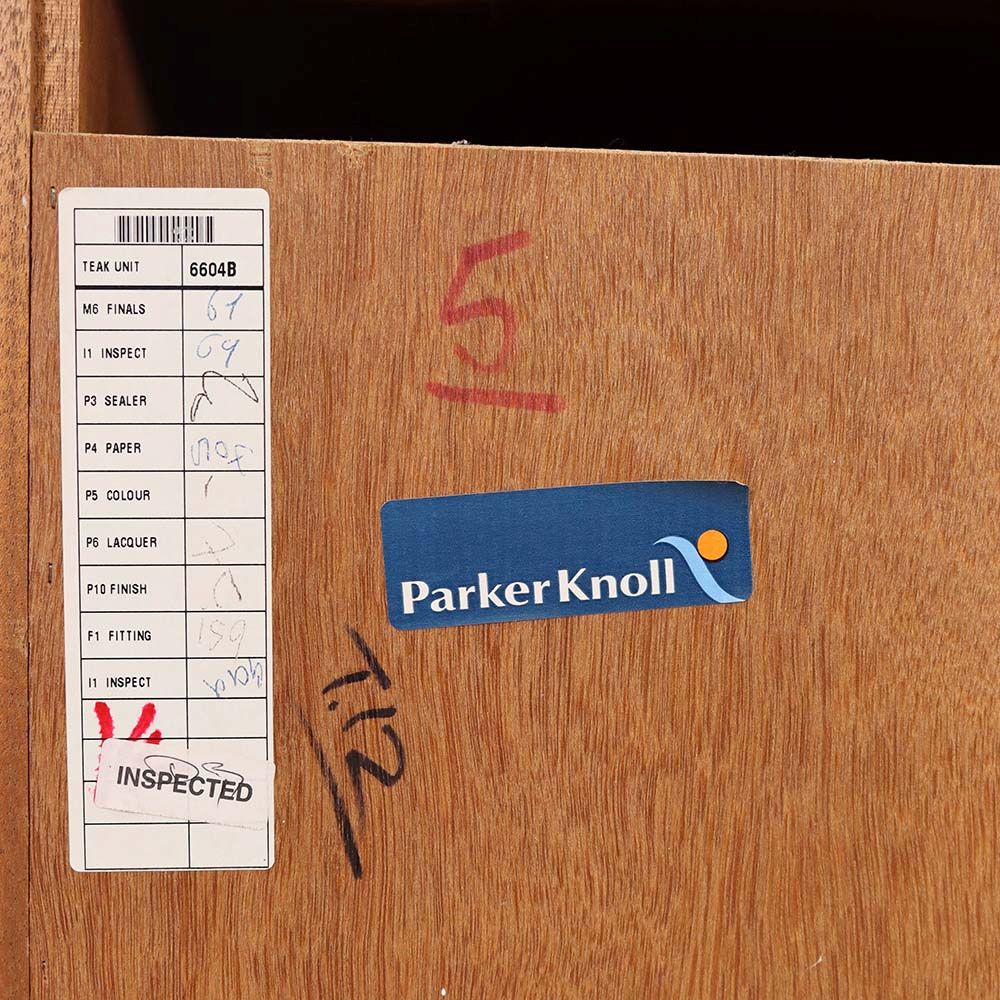 TEAK UNIT 6604B
M6 FINALS 61
I1 INSPECT 69
P3 SEALER
P4 PAPER
P5 COLOUR
P6 LACQUER
P10 FINISH
F1 FITTING
I1 INSPECT
INSPECTED
5
Parker Knoll
T.12